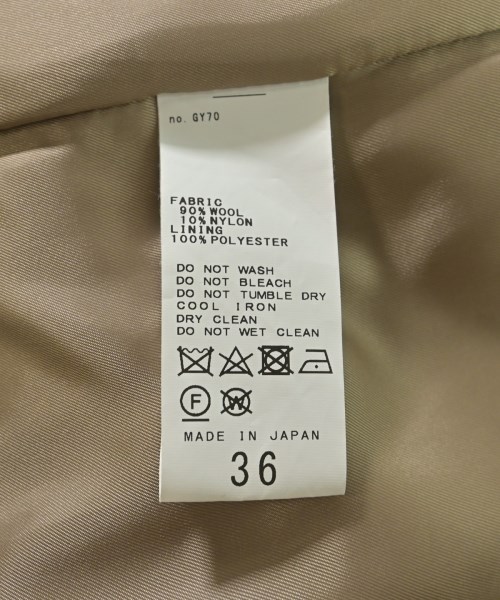 no. GY70
FABRIC
90% WOOL
10% NYLON
LINING
100% POLYESTER
DO NOT WASH
DO NOT BLEACH
DO NOT TUMBLE DRY
COOL IRON
DRY CLEAN
DO NOT WET CLEAN
F W
MADE IN JAPAN
36